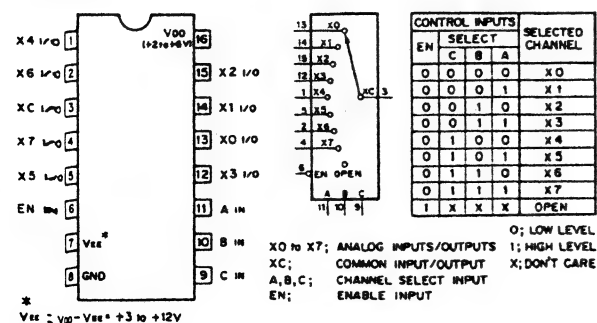 X4 I/O 1
X6 I/O 2
XC I/O 3
X7 I/O 4
X5 I/O 5
EN IN 6
7 VEE*
8 GND
VDD 16
(+2 to +6V)
15 X2 I/O
14 X1 I/O
13 X0 I/O
12 X3 I/O
11 A IN
10 B IN
9 C IN
*
VEE : VDD-VEE= +3 to +12V
13 X0
14 X1
15 X2
12 X3
1 X4
5 X5
2 X6
4 X7
XC 3
6 EN OPEN
A B C
11 10 9
CONTROL INPUTS SELECTED CHANNEL
EN SELECT
C B A
0 0 0 0 X0
0 0 0 1 X1
0 0 1 0 X2
0 0 1 1 X3
0 1 0 0 X4
0 1 0 1 X5
0 1 1 0 X6
0 1 1 1 X7
1 X X X OPEN
0; LOW LEVEL
1; HIGH LEVEL
X; DON'T CARE
X0 to X7; ANALOG INPUTS/OUTPUTS
XC; COMMON INPUT/OUTPUT
A,B,C; CHANNEL SELECT INPUT
EN; ENABLE INPUT